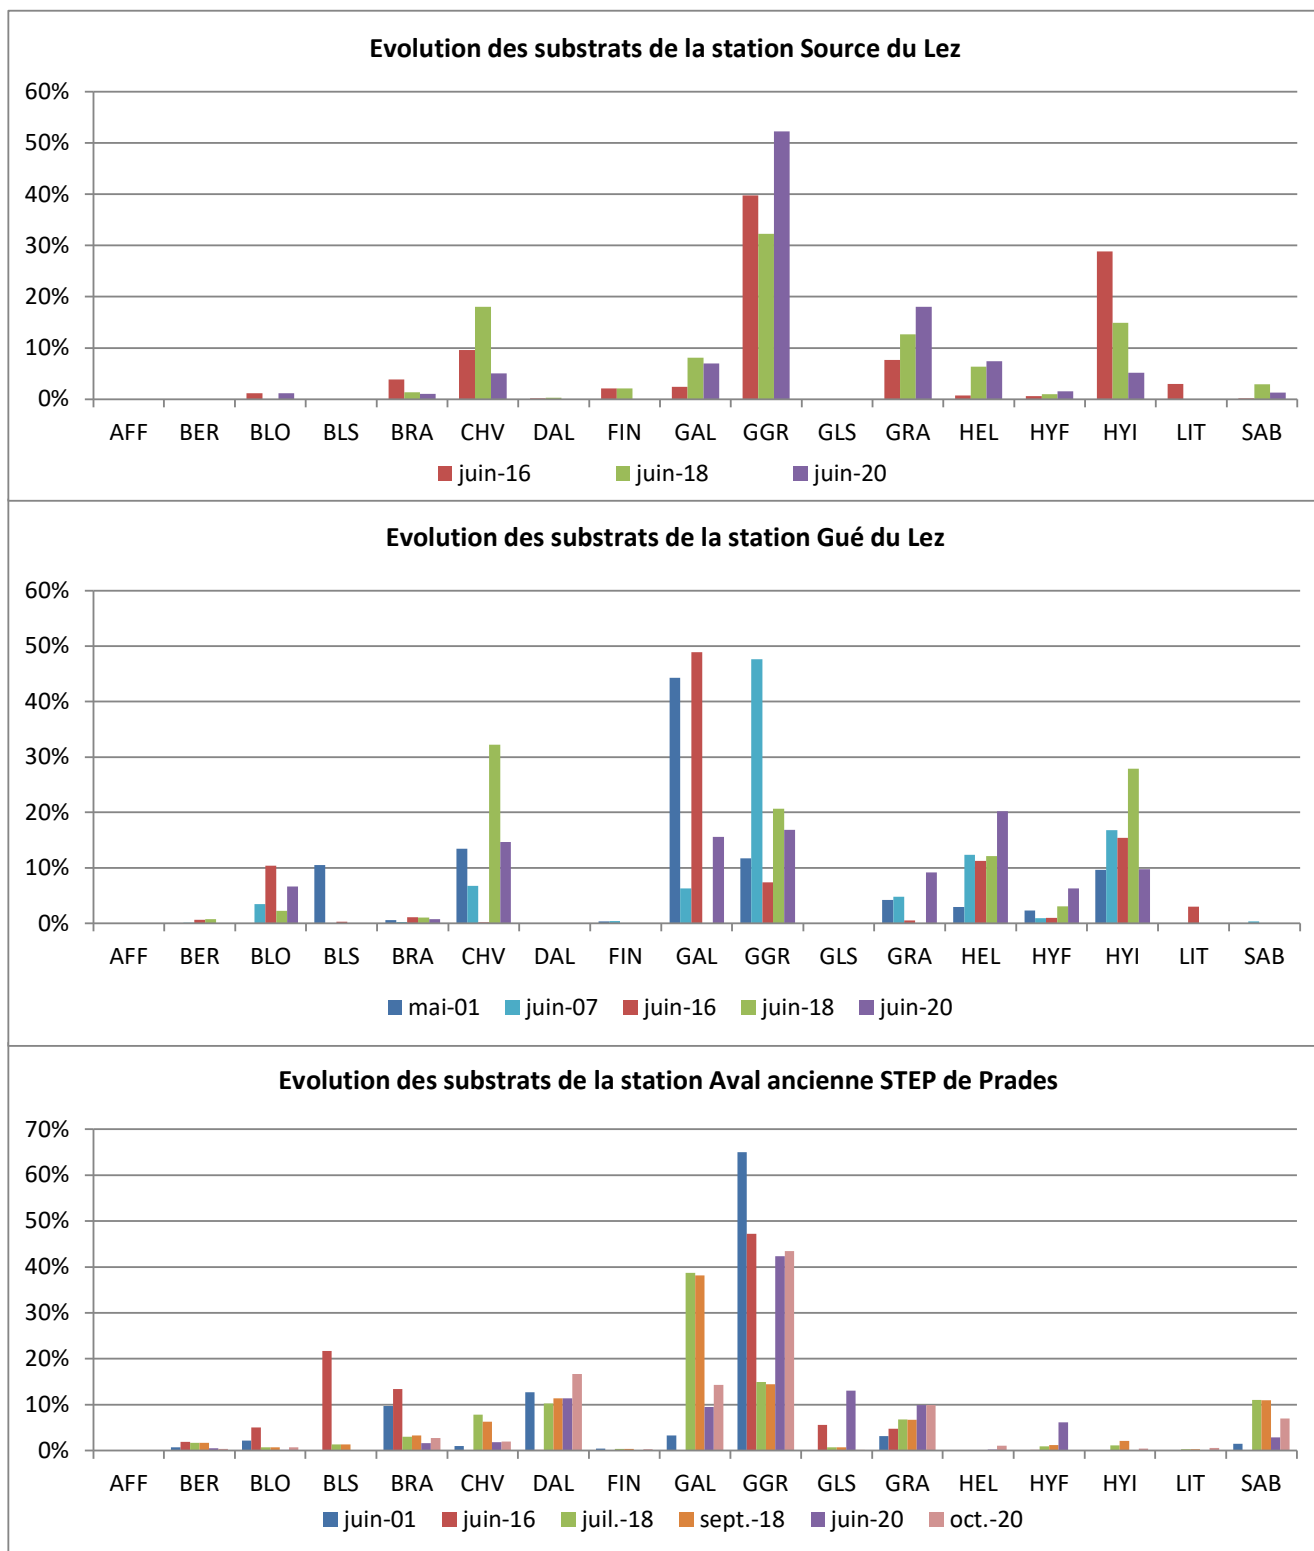 Evolution des substrats de la station Source du Lez
60%
50%
40%
30%
20%
10%
0%
AFF BER BLO BLS BRA CHV DAL FIN GAL GGR GLS GRA HEL HYF HYI LIT SAB
juin-16 juin-18 juin-20
Evolution des substrats de la station Gué du Lez
60%
50%
40%
30%
20%
10%
0%
AFF BER BLO BLS BRA CHV DAL FIN GAL GGR GLS GRA HEL HYF HYI LIT SAB
mai-01 juin-07 juin-16 juin-18 juin-20
Evolution des substrats de la station Aval ancienne STEP de Prades
70%
60%
50%
40%
30%
20%
10%
0%
AFF BER BLO BLS BRA CHV DAL FIN GAL GGR GLS GRA HEL HYF HYI LIT SAB
juin-01 juin-16 juil.-18 sept.-18 juin-20 oct.-20